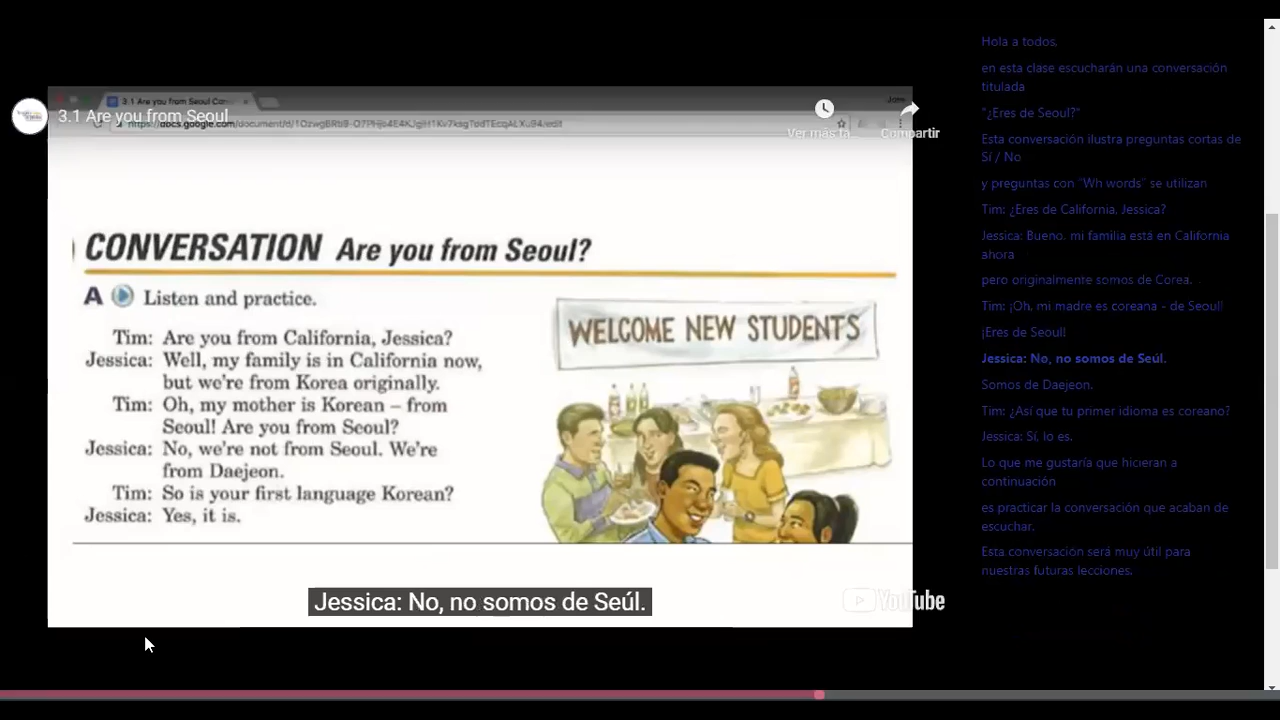 3.1 Are you from Seoul
Ver más ta...
Compartir
CONVERSATION Are you from Seoul?
A Listen and practice.
Tim: Are you from California, Jessica?
Jessica: Well, my family is in California now,
but we're from Korea originally.
Tim: Oh, my mother is Korean – from
Seoul! Are you from Seoul?
Jessica: No, we're not from Seoul. We're
from Daejeon.
Tim: So is your first language Korean?
Jessica: Yes, it is.
WELCOME NEW STUDENTS
Jessica: No, no somos de Seúl.
YouTube
Hola a todos,
en esta clase escucharán una conversación
titulada
"¿Eres de Seoul?"
Esta conversación ilustra preguntas cortas de
Sí / No
y preguntas con "Wh words" se utilizan
Tim: ¿Eres de California, Jessica?
Jessica: Bueno, mi familia está en California
ahora
pero originalmente somos de Corea.
Tim: ¡Oh, mi madre es coreana - de Seoul!
¡Eres de Seoul!
Jessica: No, no somos de Seúl.
Somos de Daejeon.
Tim: ¿Así que tu primer idioma es coreano?
Jessica: Sí, lo es.
Lo que me gustaría que hicieran a
continuación
es practicar la conversación que acaban de
escuchar.
Esta conversación será muy útil para
nuestras futuras lecciones.